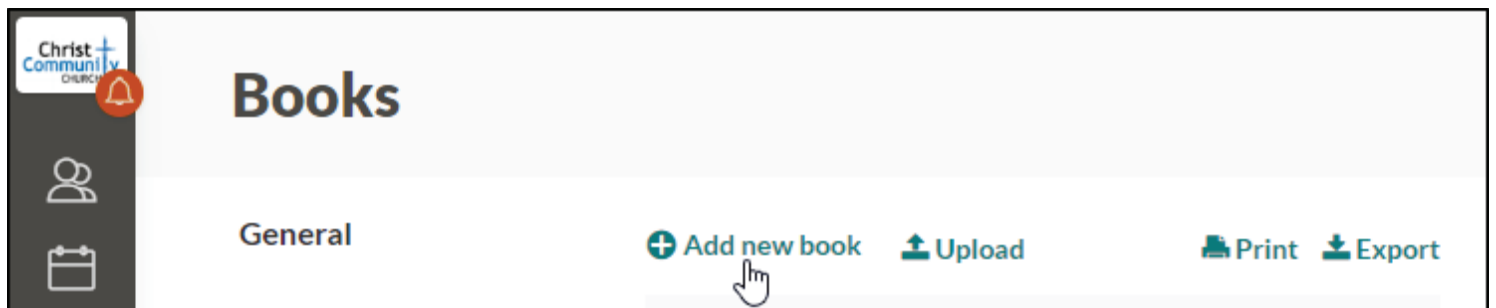 Christ
Community
CHURCH
Books
General
Add new book
Upload
Print
Export